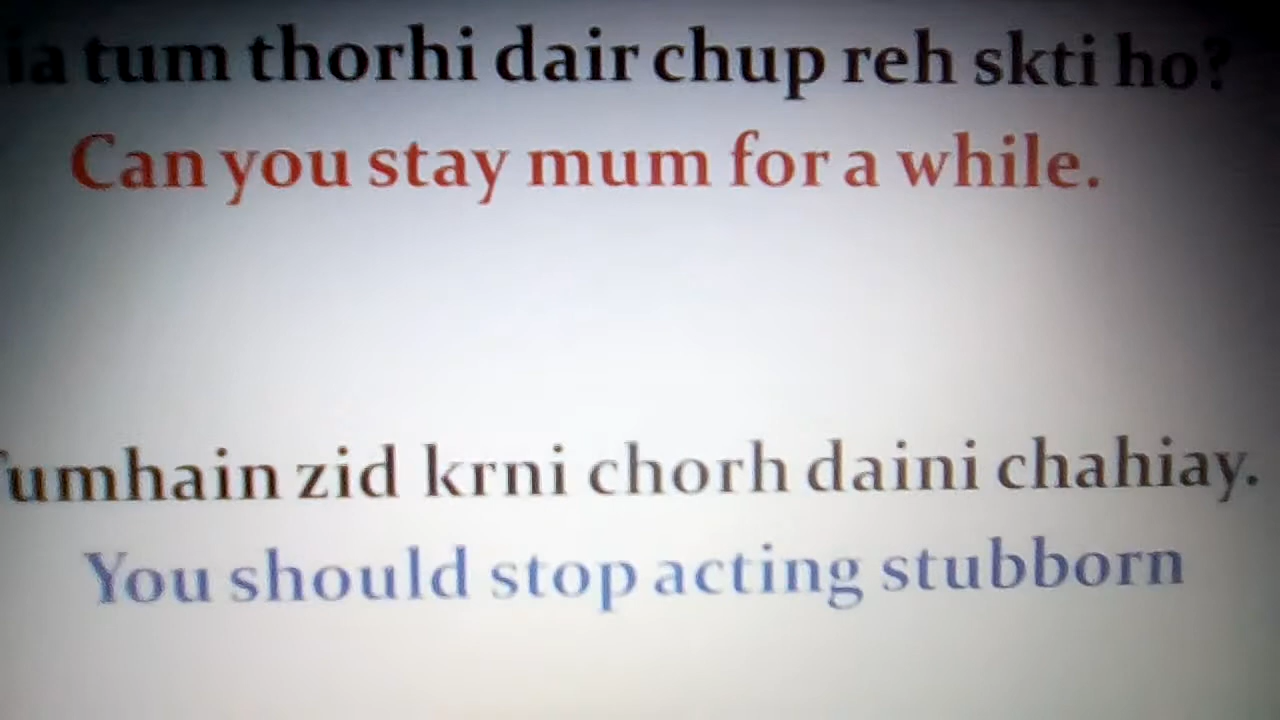 tum thorhi dair chup reh skti ho?
Can you stay mum for a while.
Tumhain zid krni chorh daini chahiay.
You should stop acting stubborn